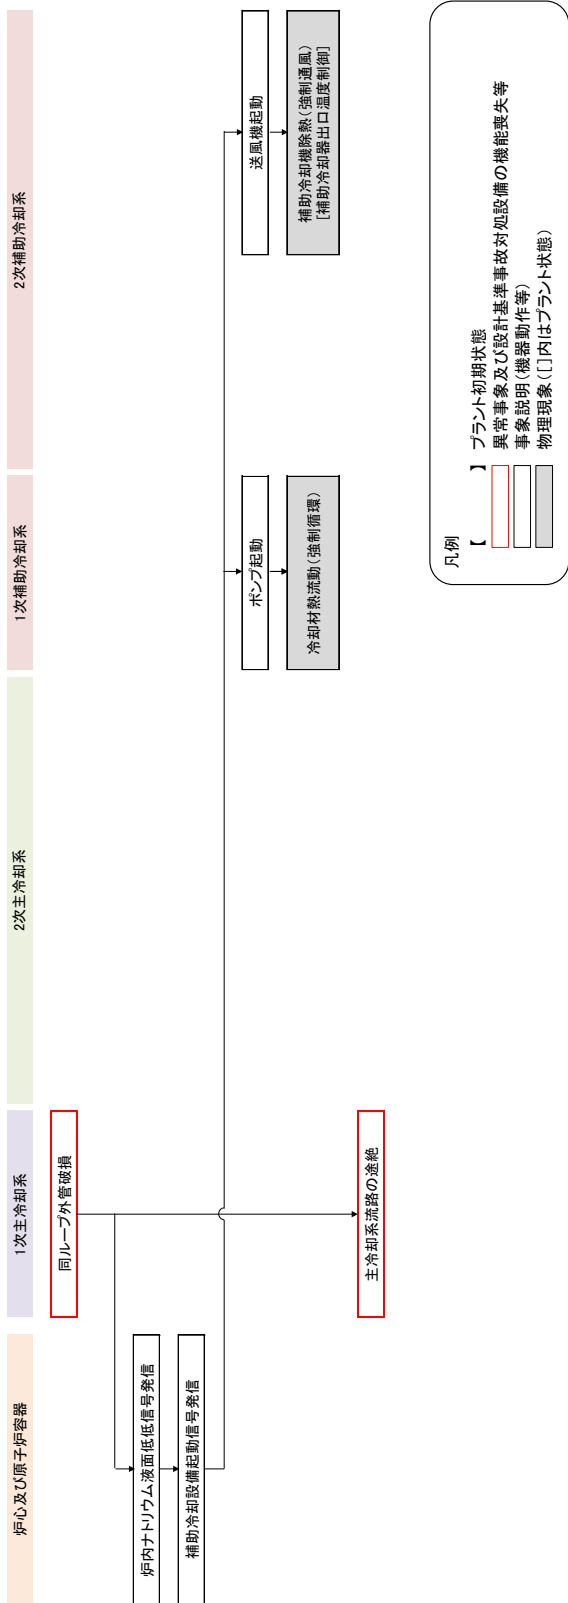 炉心及び原子炉容器
1次主冷却系
2次主冷却系
1次補助冷却系
2次補助冷却系
同ループ外管破損
炉内ナトリウム液面低低信号発信
補助冷却設備起動信号発信
ポンプ起動
送風機起動
冷却材熱流動(強制循環)
補助冷却機除熱(強制通風)
[補助冷却器出口温度制御]
主冷却系流路の途絶
凡例
【 】 プラント初期状態
異常事象及び設計基準事故対処設備の機能喪失等
事象説明(機器動作等)
物理現象([]内はプラント状態)